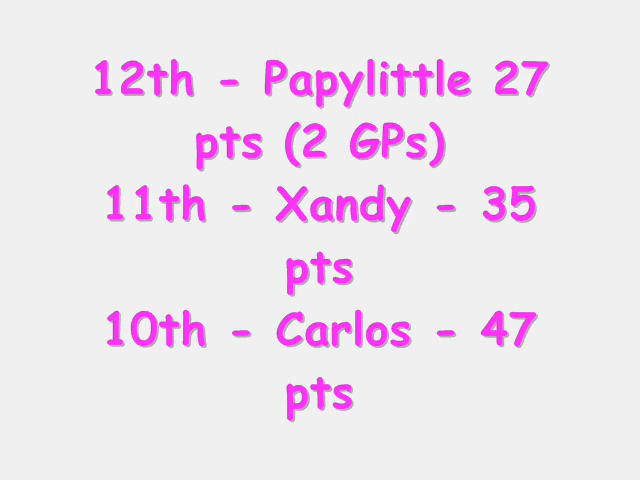 12th - Papylittle 27
pts (2 GPs)
11th - Xandy - 35
pts
10th - Carlos - 47
pts